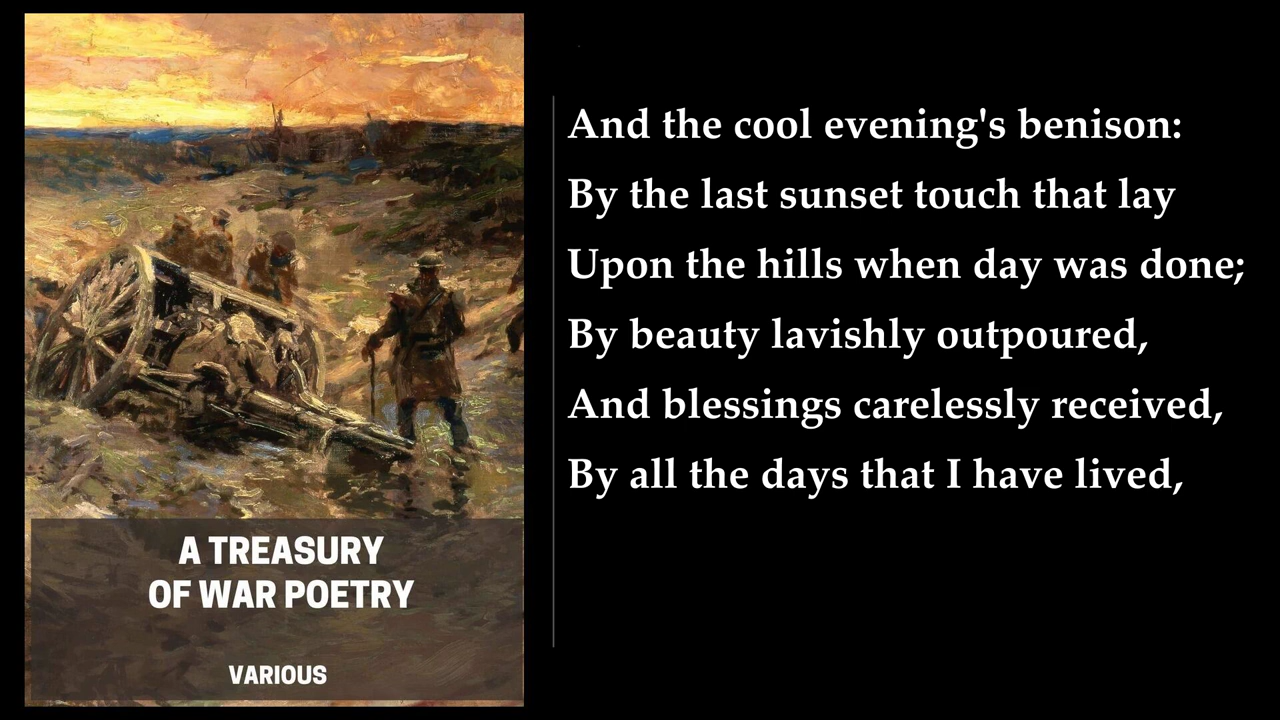 A TREASURY
OF WAR POETRY
VARIOUS
And the cool evening's benison:
By the last sunset touch that lay
Upon the hills when day was done;
By beauty lavishly outpoured,
And blessings carelessly received,
By all the days that I have lived,